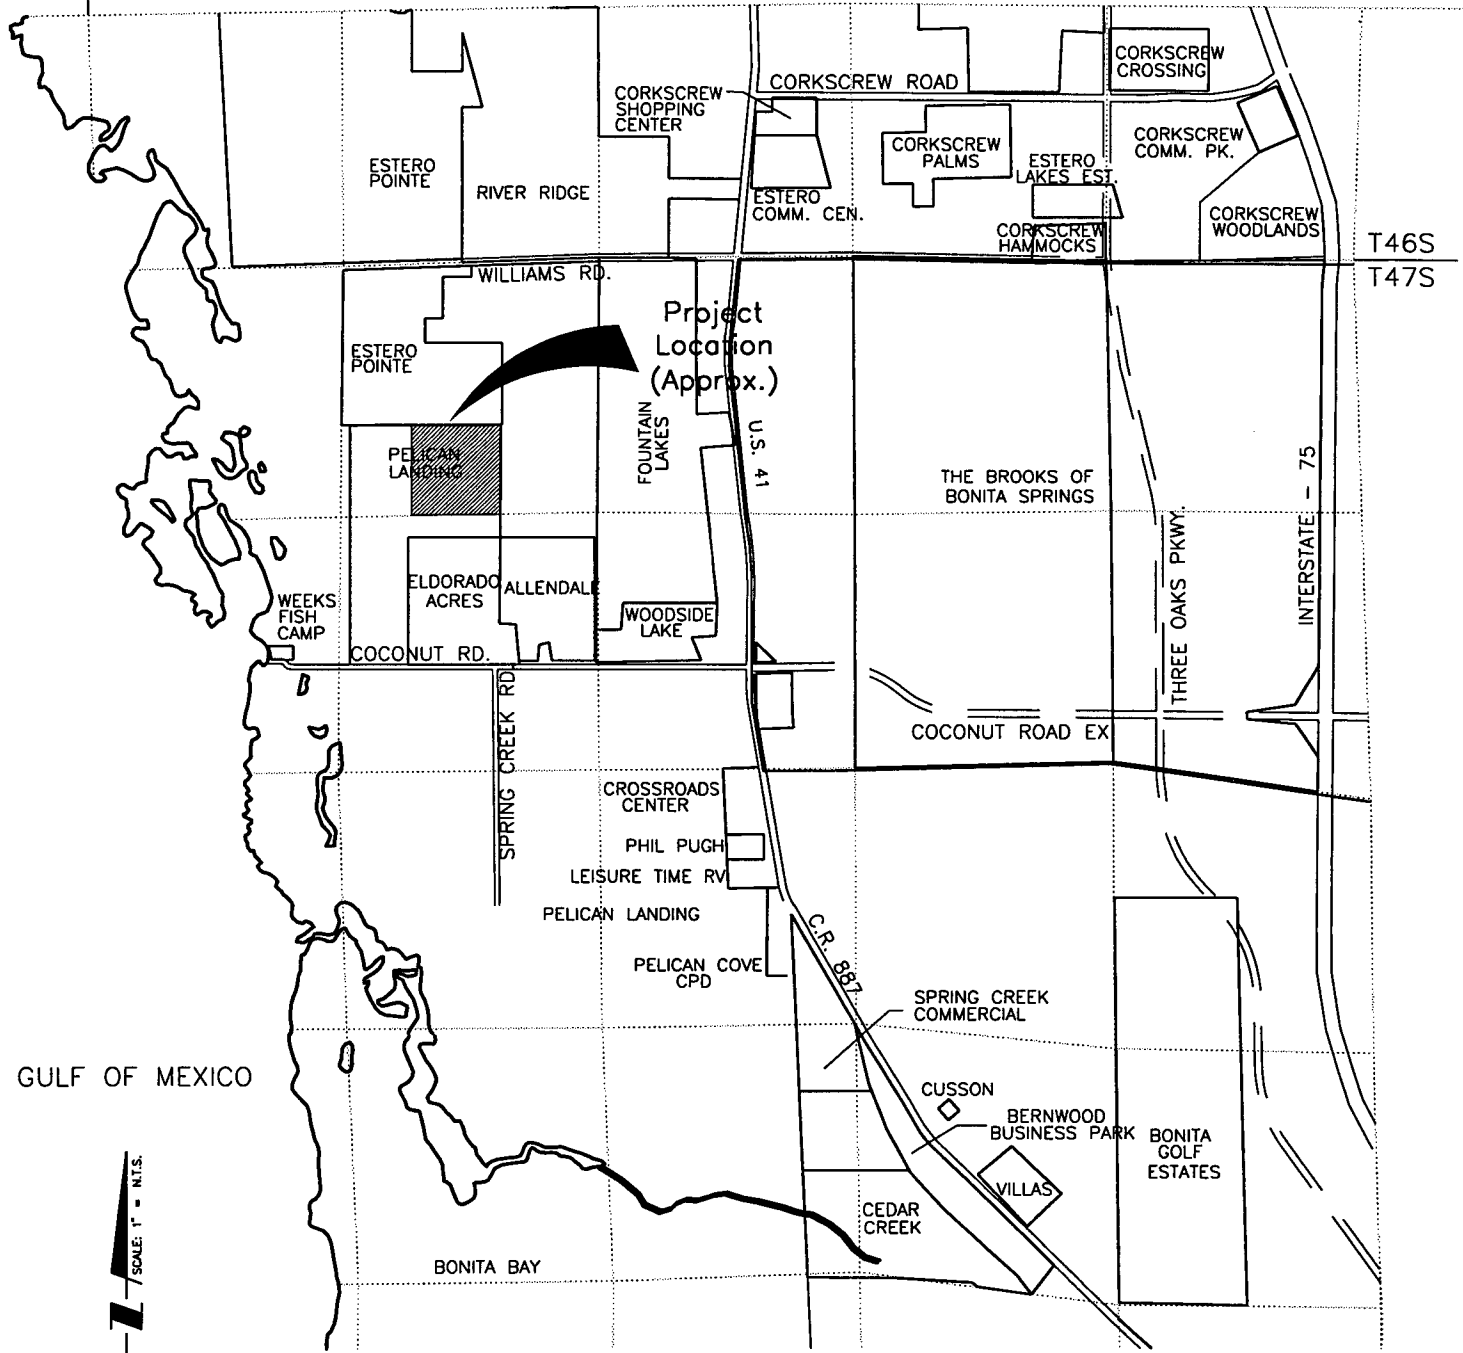 CORKSCREW
CROSSING
CORKSCREW ROAD
CORKSCREW
SHOPPING
CENTER
CORKSCREW
COMM. PK.
CORKSCREW
PALMS
ESTERO
POINTE
RIVER RIDGE
ESTERO
LAKES EST.
ESTERO
COMM. CEN.
CORKSCREW
WOODLANDS
CORKSCREW
HAMMOCKS
T46S
T47S
WILLIAMS RD.
Project
Location
(Approx.)
ESTERO
POINTE
FOUNTAIN
LAKES
U.S. 41
PELICAN
LANDING
THE BROOKS OF
BONITA SPRINGS
INTERSTATE - 75
THREE OAKS PKWY.
ELDORADO
ACRES
ALLENDALE
WEEKS
FISH
CAMP
WOODSIDE
LAKE
COCONUT RD.
SPRING CREEK RD.
COCONUT ROAD EX
CROSSROADS
CENTER
PHIL PUGH
LEISURE TIME RV
PELICAN LANDING
C.R. 887
PELICAN COVE
CPD
SPRING CREEK
COMMERCIAL
GULF OF MEXICO
CUSSON
BERNWOOD
BUSINESS PARK
BONITA
GOLF
ESTATES
VILLAS
CEDAR
CREEK
BONITA BAY
SCALE: 1" = N.T.S.
N